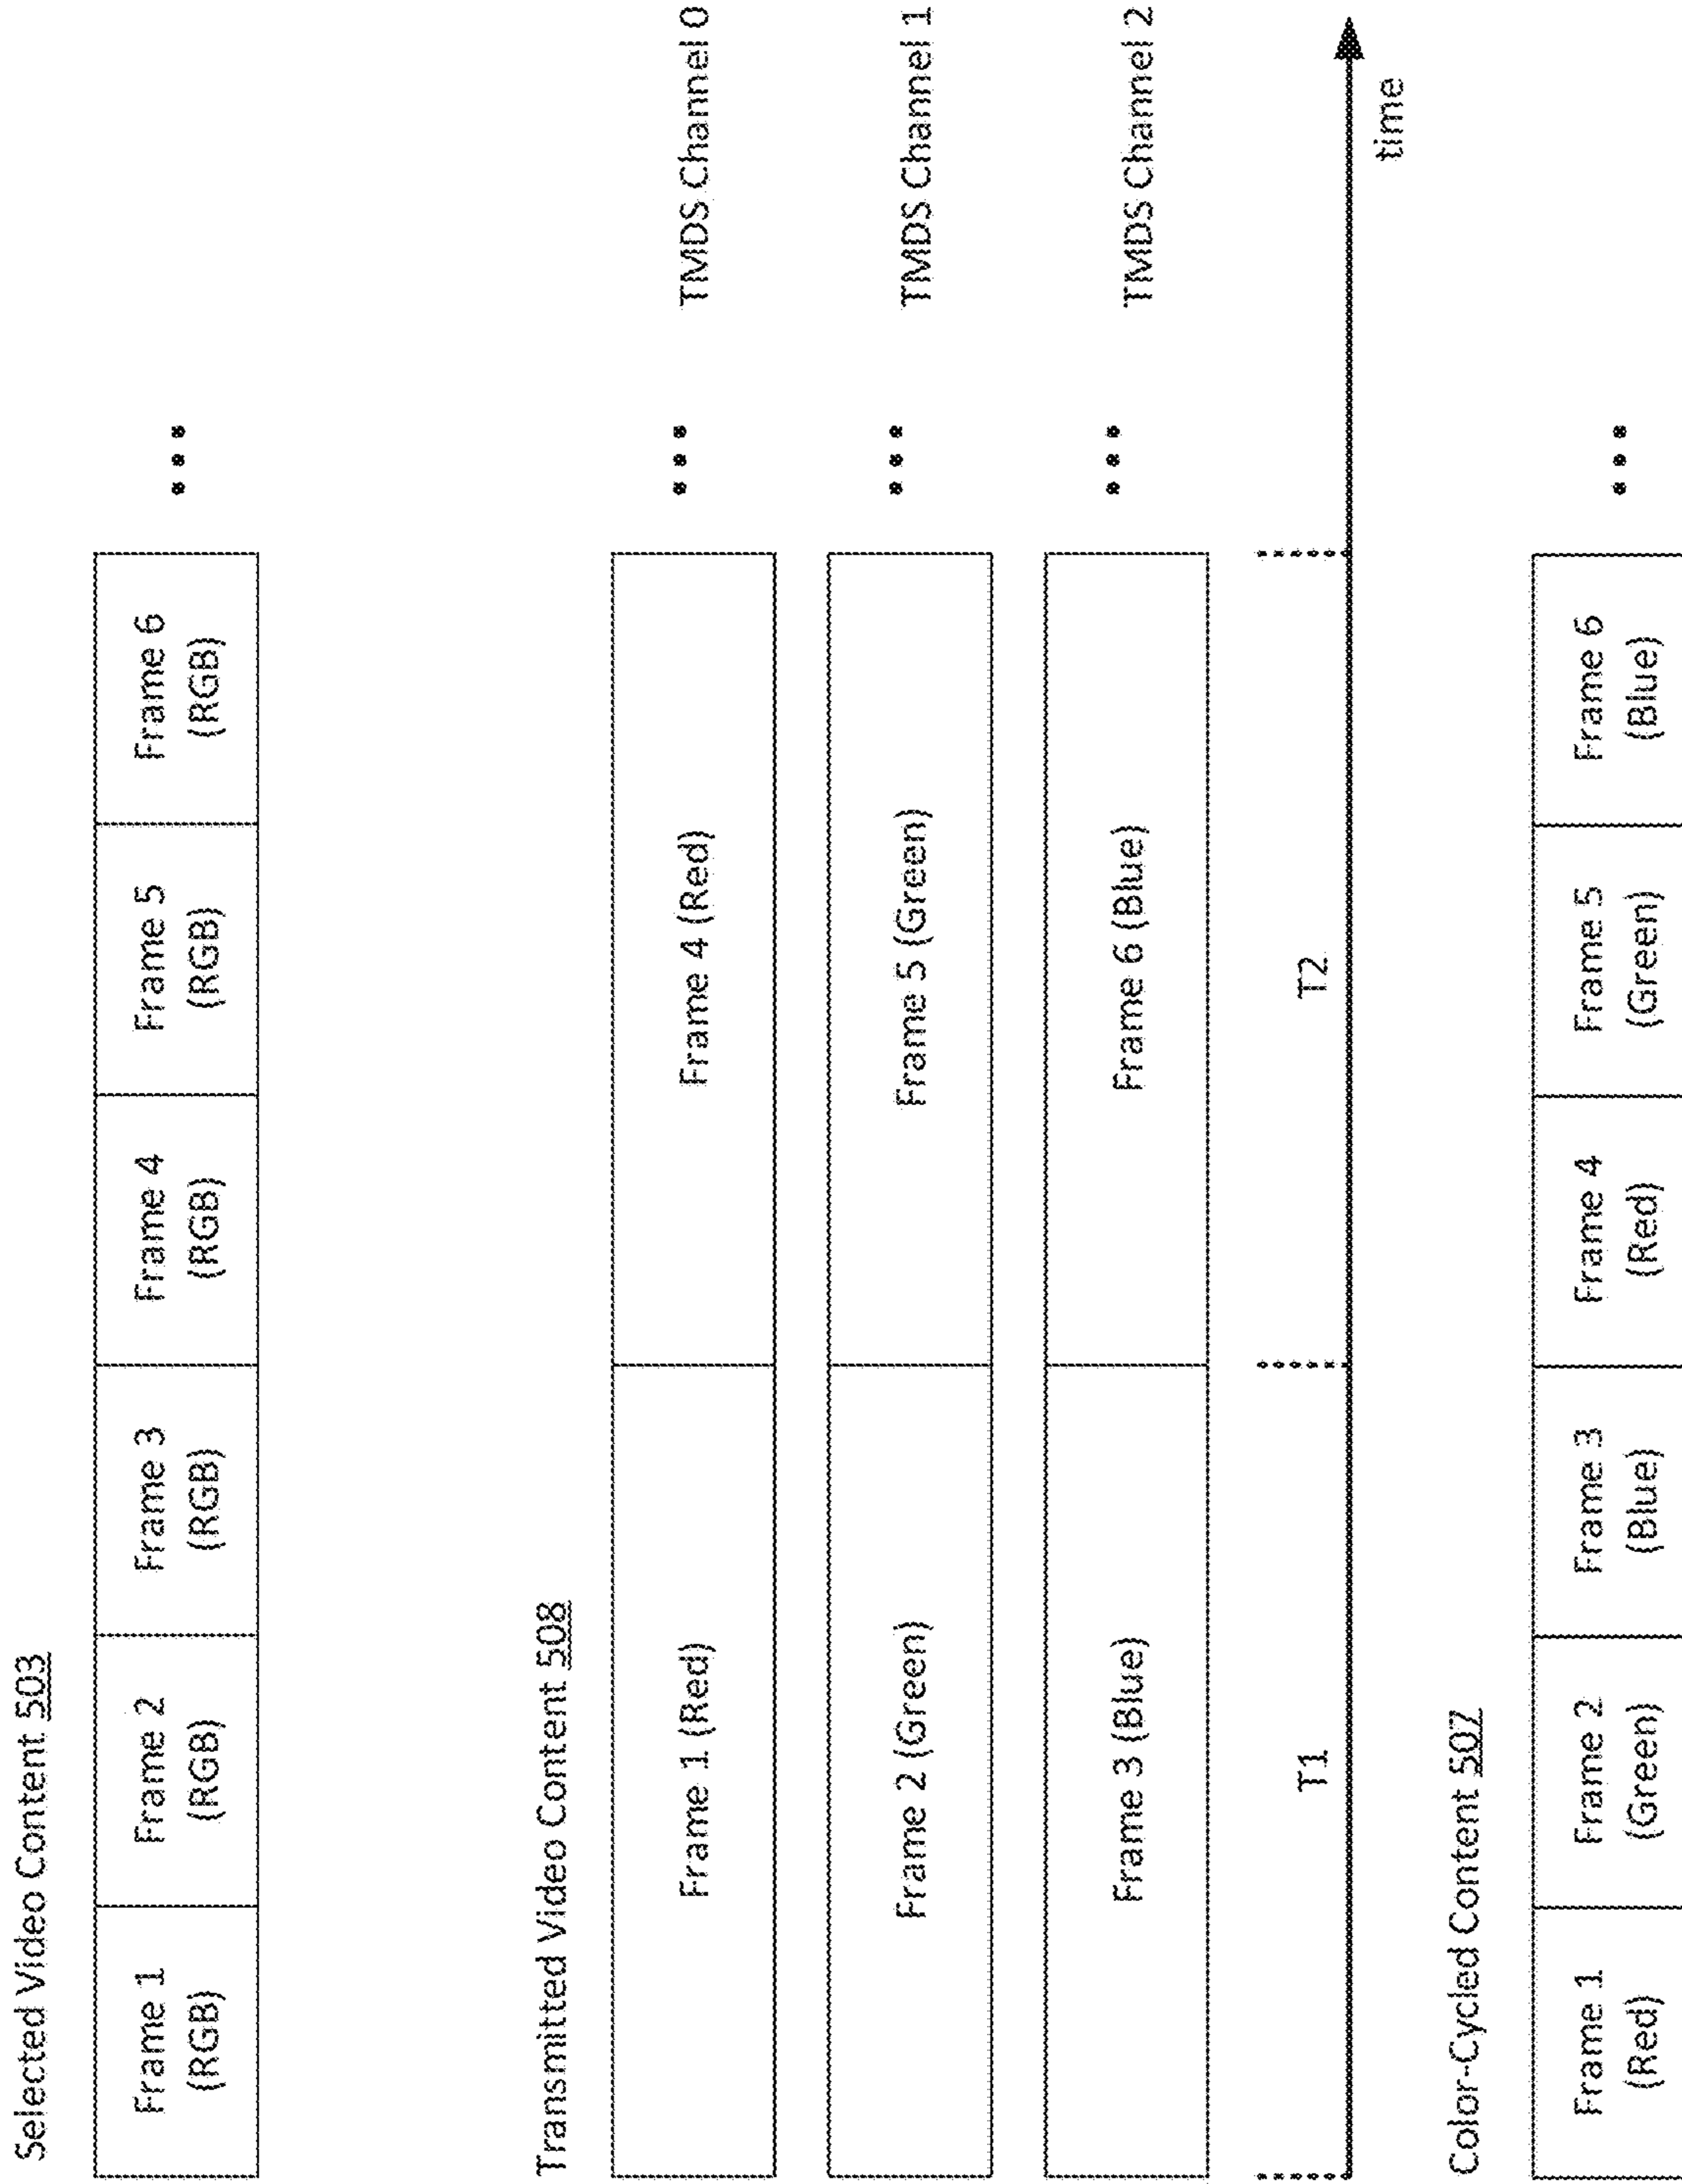 Selected Video Content 503
Frame 1
(RGB)
Frame 2
(RGB)
Frame 3
(RGB)
Frame 4
(RGB)
Frame 5
(RGB)
Frame 6
(RGB)
Transmitted Video Content 508
Frame 1 (Red)
Frame 4 (Red)
TMDS Channel 0
Frame 2 (Green)
Frame 5 (Green)
TMDS Channel 1
Frame 3 (Blue)
Frame 6 (Blue)
TMDS Channel 2
T1
T2
time
Color-Cycled Content 507
Frame 1
(Red)
Frame 2
(Green)
Frame 3
(Blue)
Frame 4
(Red)
Frame 5
(Green)
Frame 6
(Blue)